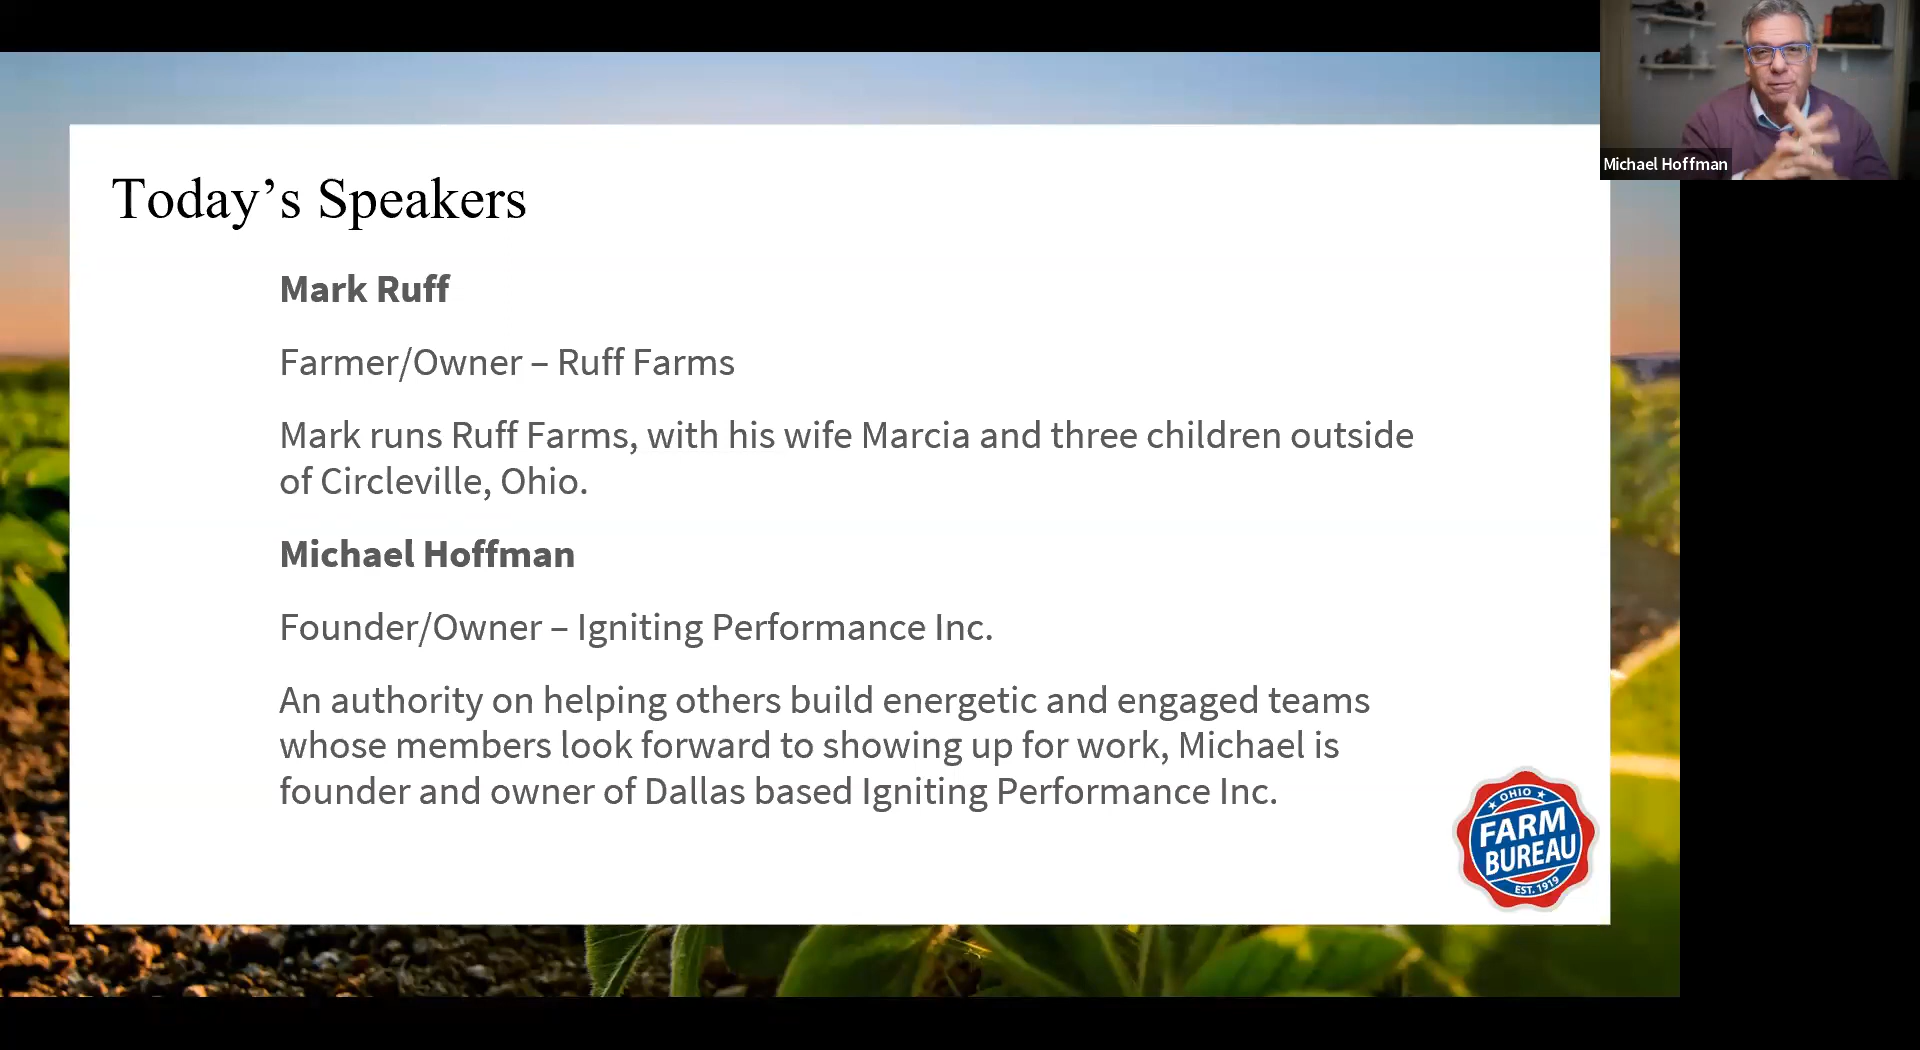 Michael Hoffman
Today’s Speakers
Mark Ruff
Farmer/Owner – Ruff Farms
Mark runs Ruff Farms, with his wife Marcia and three children outside
of Circleville, Ohio.
Michael Hoffman
Founder/Owner – Igniting Performance Inc.
An authority on helping others build energetic and engaged teams
whose members look forward to showing up for work, Michael is
founder and owner of Dallas based Igniting Performance Inc.
OHIO
FARM
BUREAU
EST. 1919